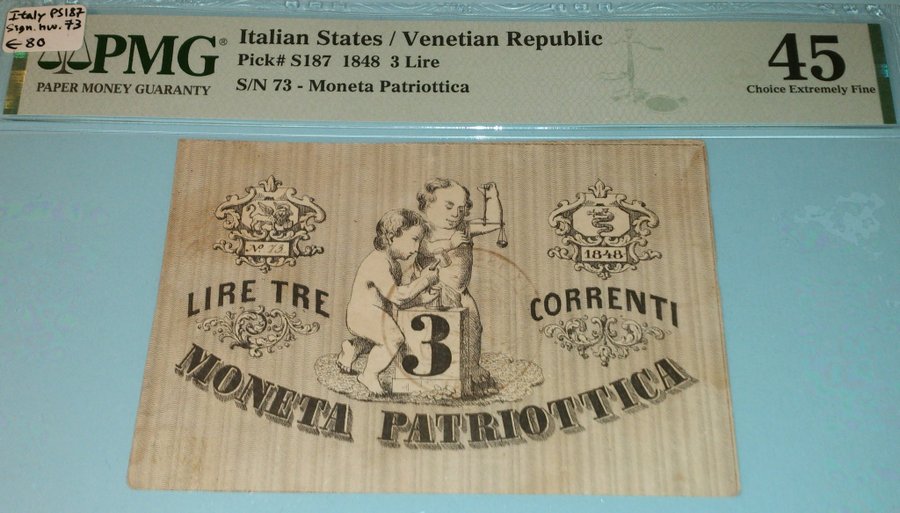 Italy PS187
Sign. hw. 73
€ 80
PMG®
PAPER MONEY GUARANTY
Italian States / Venetian Republic
Pick# S187 1848 3 Lire
S/N 73 - Moneta Patriottica
45
Choice Extremely Fine
No 73
1848
LIRE TRE
CORRENTI
3
MONETA PATRIOTTICA